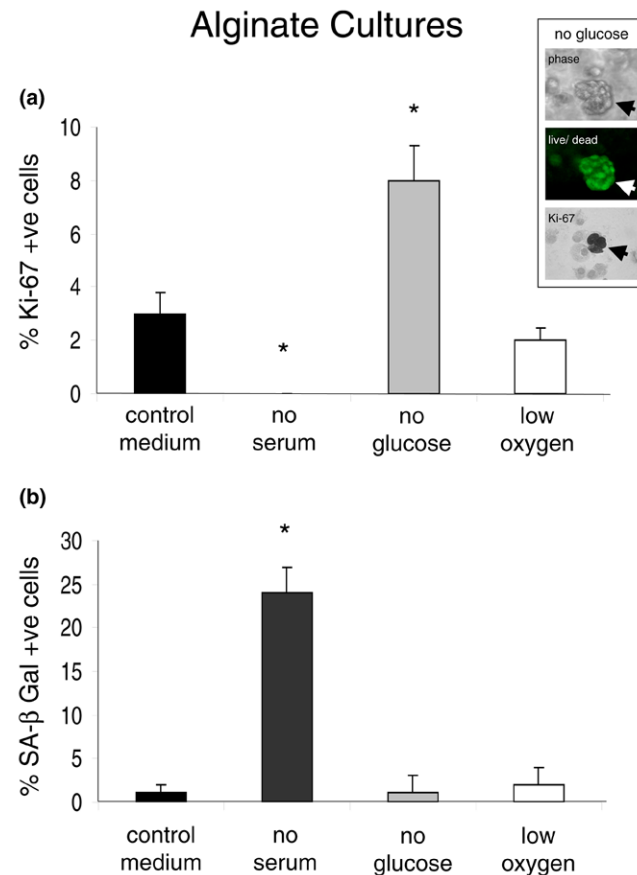 Alginate Cultures
no glucose
phase
live/ dead
Ki-67
(a)
% Ki-67 +ve cells
10
8
6
4
2
0
*
*
control medium
no serum
no glucose
low oxygen
(b)
% SA-β Gal +ve cells
30
25
20
15
10
5
0
*
control medium
no serum
no glucose
low oxygen